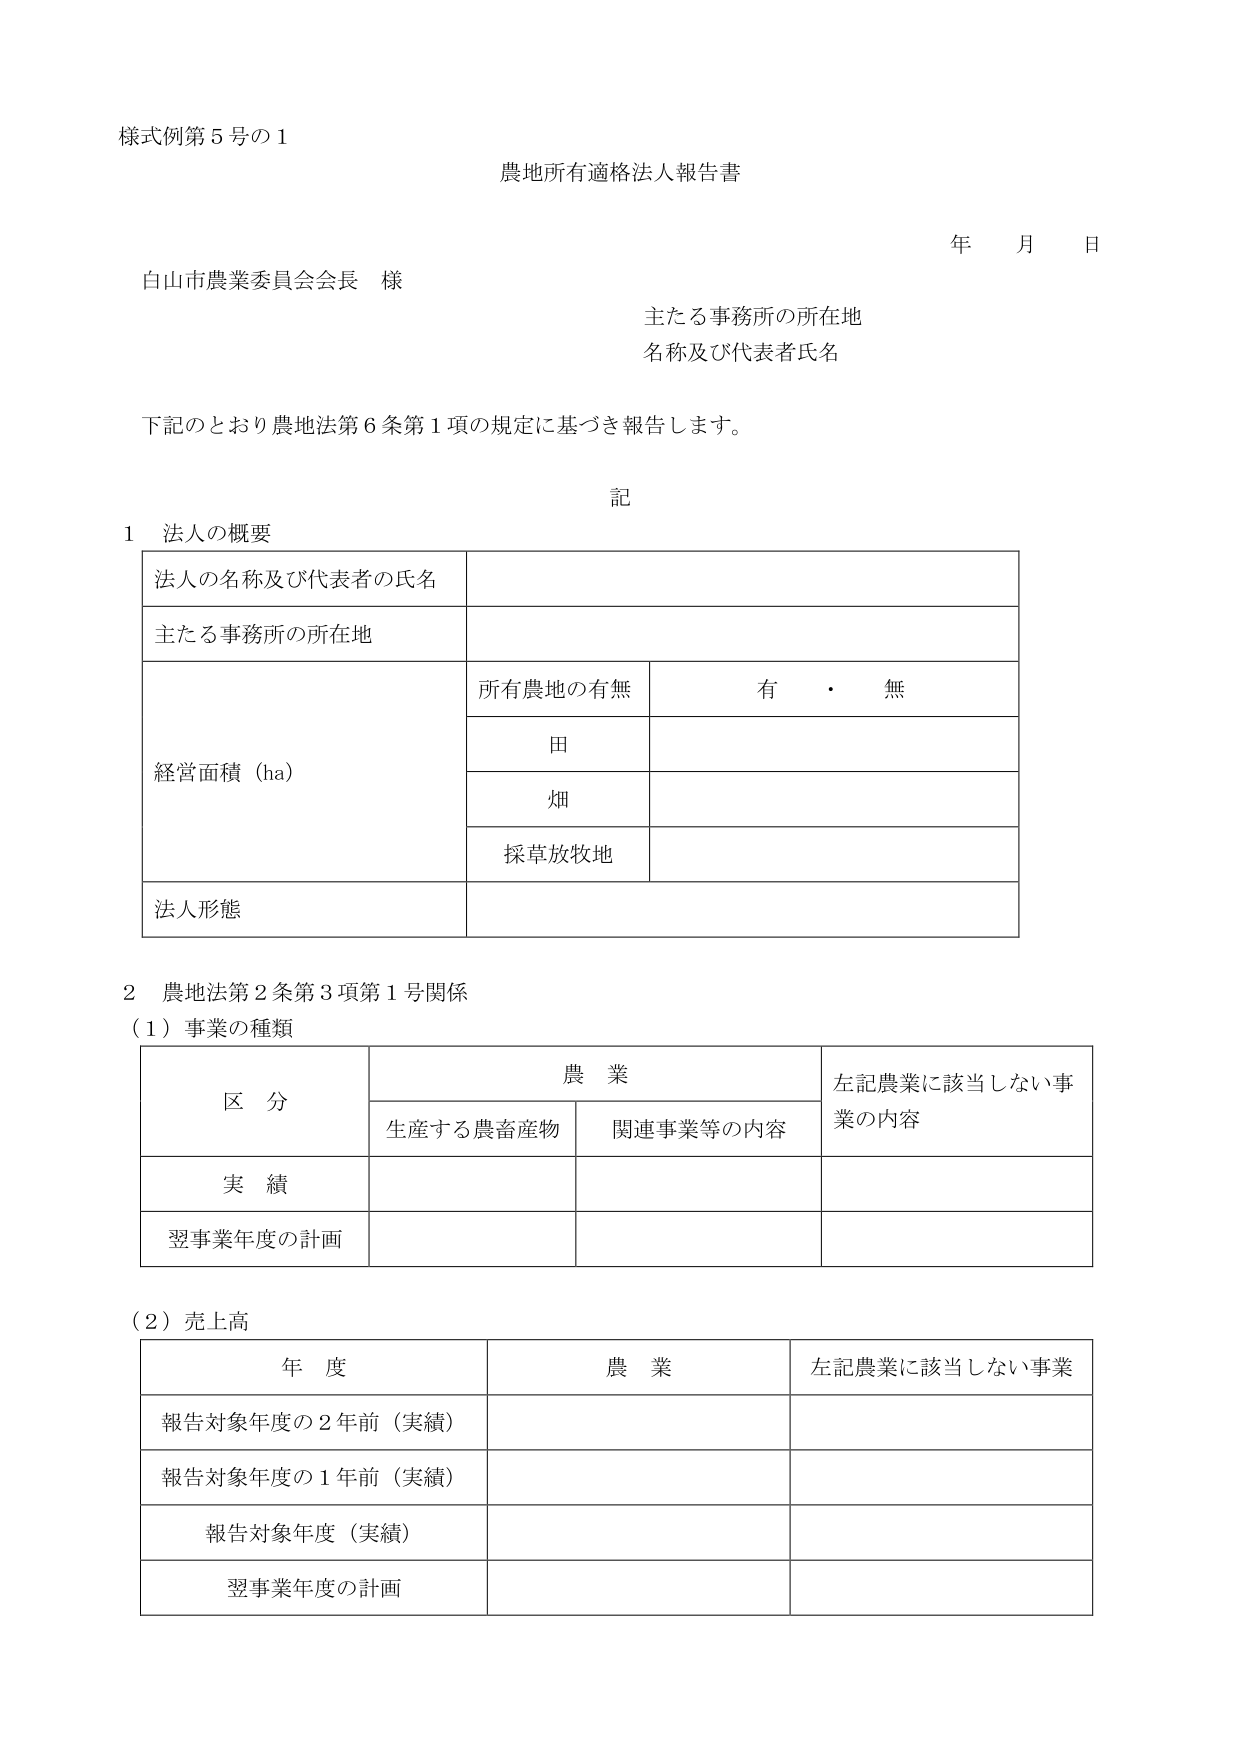 様式例第５号の１
農地所有適格法人報告書
年　月　日
白山市農業委員会会長　様
主たる事務所の所在地
名称及び代表者氏名
下記のとおり農地法第６条第１項の規定に基づき報告します。
記
１　法人の概要
法人の名称及び代表者の氏名
主たる事務所の所在地
経営面積（ha）
所有農地の有無　有　・　無
田
畑
採草放牧地
法人形態
２　農地法第２条第３項第１号関係
（１）事業の種類
区　分
農　業
左記農業に該当しない事
業の内容
生産する農畜産物　関連事業等の内容
実　績
翌事業年度の計画
（２）売上高
年　度　農　業　左記農業に該当しない事業
報告対象年度の２年前（実績）
報告対象年度の１年前（実績）
報告対象年度（実績）
翌事業年度の計画